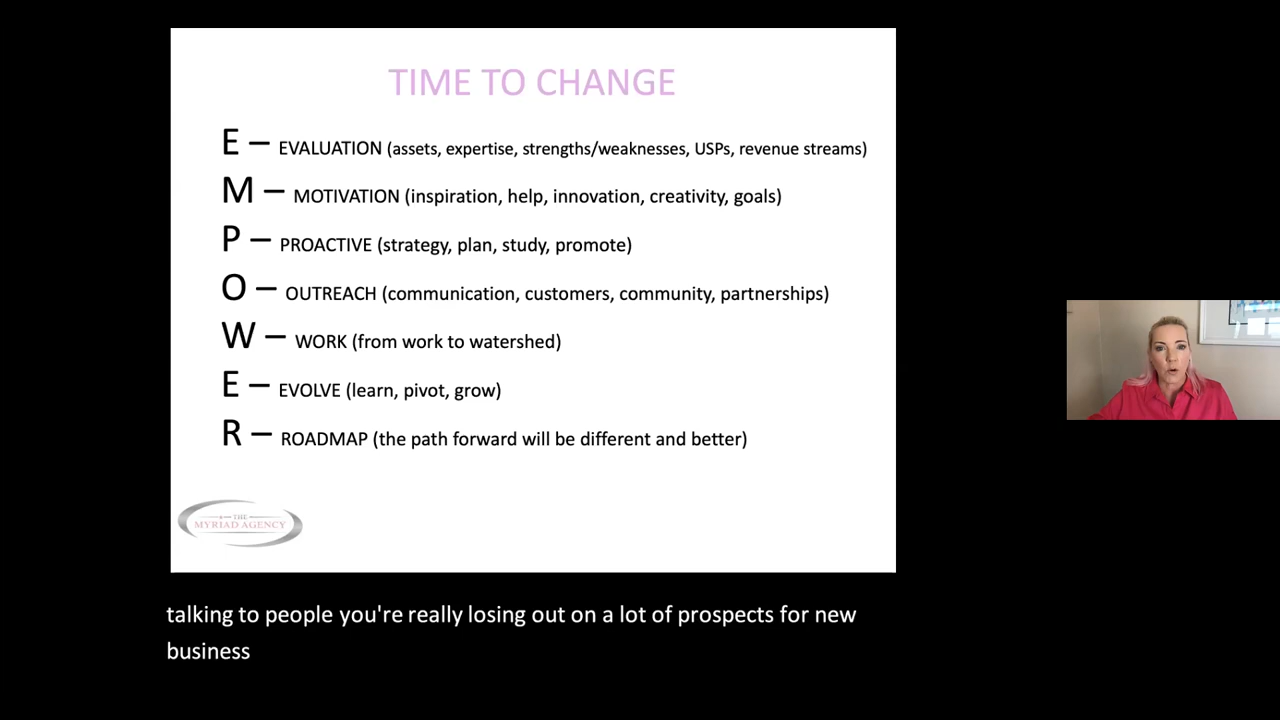 TIME TO CHANGE
E – EVALUATION (assets, expertise, strengths/weaknesses, USPs, revenue streams)
M – MOTIVATION (inspiration, help, innovation, creativity, goals)
P – PROACTIVE (strategy, plan, study, promote)
O – OUTREACH (communication, customers, community, partnerships)
W – WORK (from work to watershed)
E – EVOLVE (learn, pivot, grow)
R – ROADMAP (the path forward will be different and better)
THE
MYRIAD AGENCY
talking to people you're really losing out on a lot of prospects for new
business